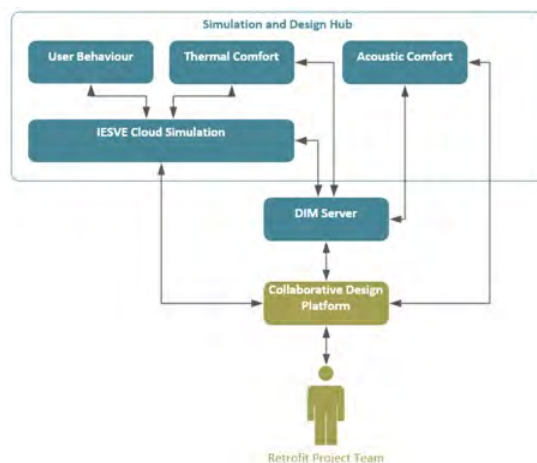 Simulation and Design Hub
User Behaviour
Thermal Comfort
Acoustic Comfort
IESVE Cloud Simulation
DIM Server
Collaborative Design
Platform
Retrofit Project Team